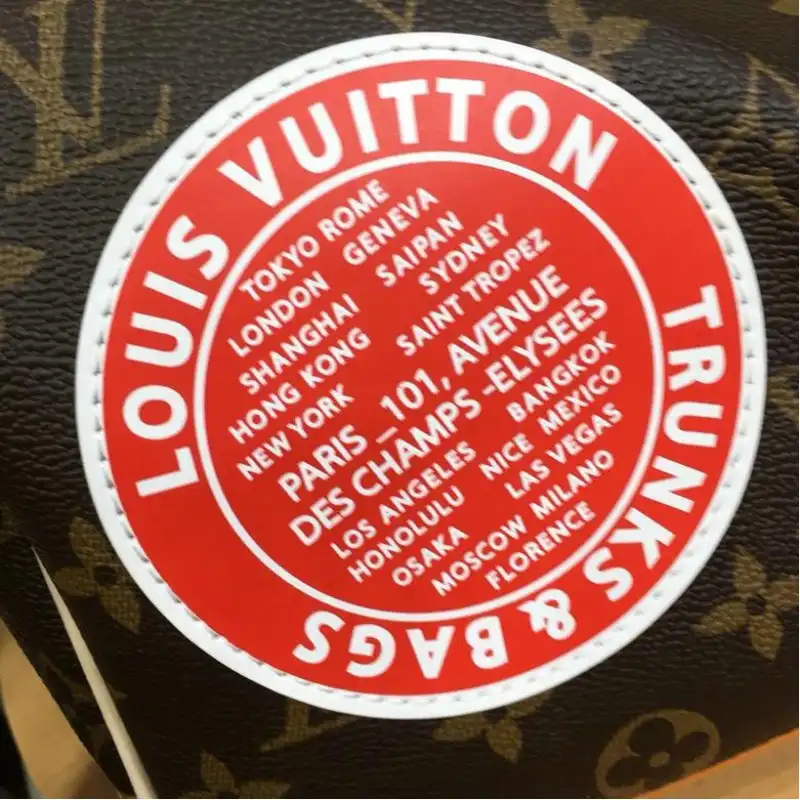 LOUIS VUITTON
TRUNKS & BAGS
TOKYO ROME
LONDON GENEVA
SHANGHAI SAIPAN
HONG KONG SYDNEY
NEW YORK SAINT TROPEZ
PARIS_101, AVENUE
DES CHAMPS-ELYSEES
LOS ANGELES BANGKOK
HONOLULU NICE MEXICO
OSAKA LAS VEGAS
MOSCOW MILANO
FLORENCE